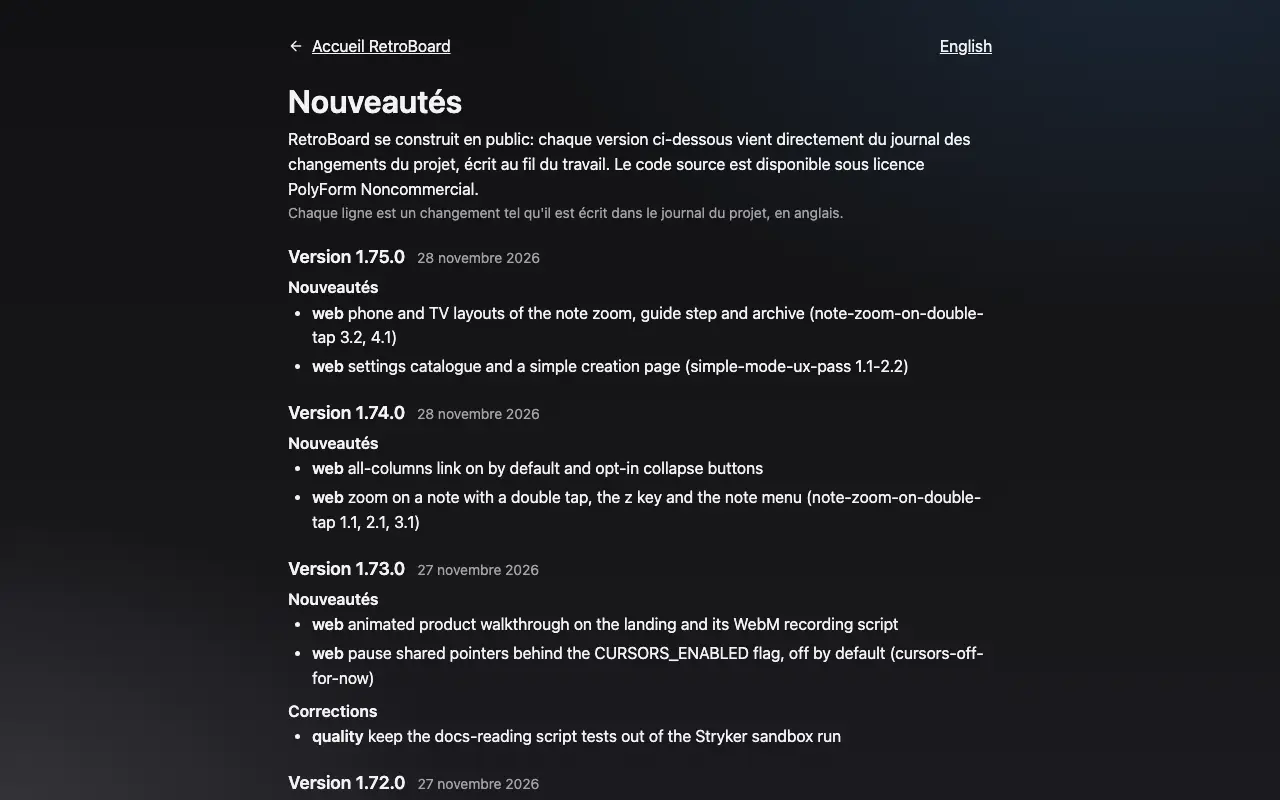 ← Accueil RetroBoard
English
Nouveautés
RetroBoard se construit en public: chaque version ci-dessous vient directement du journal des
changements du projet, écrit au fil du travail. Le code source est disponible sous licence
PolyForm Noncommercial.
Chaque ligne est un changement tel qu'il est écrit dans le journal du projet, en anglais.
Version 1.75.0 28 novembre 2026
Nouveautés
• web phone and TV layouts of the note zoom, guide step and archive (note-zoom-on-double-
tap 3.2, 4.1)
• web settings catalogue and a simple creation page (simple-mode-ux-pass 1.1-2.2)
Version 1.74.0 28 novembre 2026
Nouveautés
• web all-columns link on by default and opt-in collapse buttons
• web zoom on a note with a double tap, the z key and the note menu (note-zoom-on-double-
tap 1.1, 2.1, 3.1)
Version 1.73.0 27 novembre 2026
Nouveautés
• web animated product walkthrough on the landing and its WebM recording script
• web pause shared pointers behind the CURSORS_ENABLED flag, off by default (cursors-off-
for-now)
Corrections
• quality keep the docs-reading script tests out of the Stryker sandbox run
Version 1.72.0 27 novembre 2026